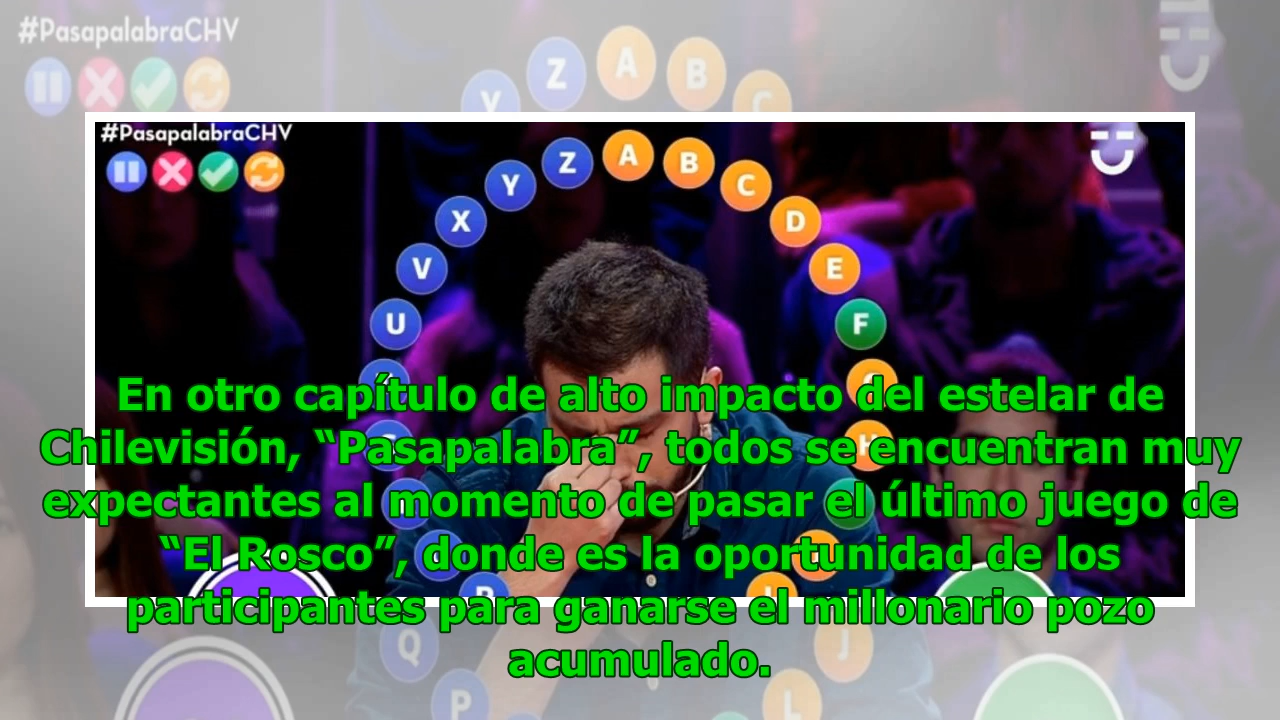 #PasapalabraCHV
Y
Z
A
B
C
#PasapalabraCHV
A
B
C
D
E
F
H
U
V
X
Y
Z
En otro capítulo de alto impacto del estelar de
Chilevisión, “Pasapalabra”, todos se encuentran muy
expectantes al momento de pasar el último juego de
“El Rosco”, donde es la oportunidad de los
participantes para ganarse el millonario pozo
acumulado.
Q
J
P
L